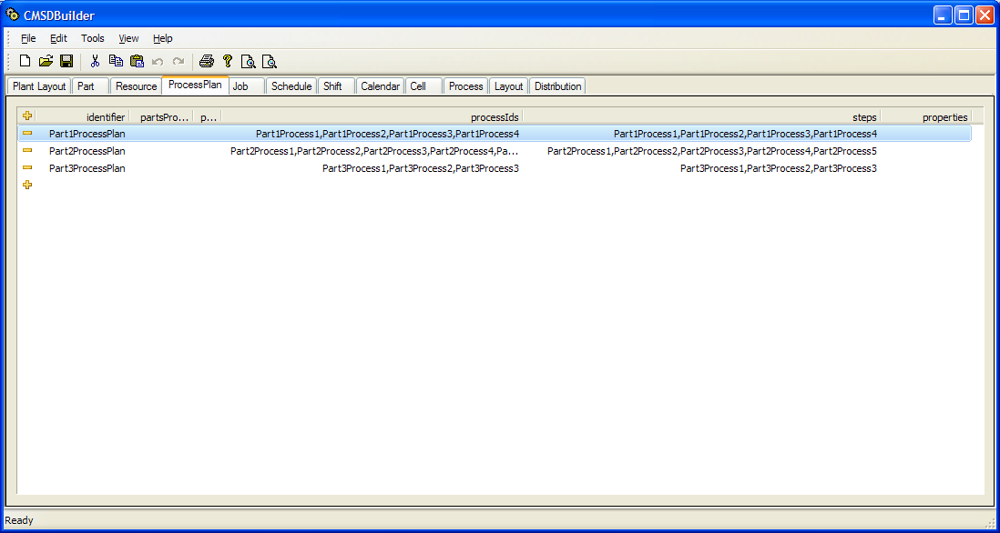 CMSDBuilder
File Edit Tools View Help
Plant Layout Part Resource ProcessPlan Job Schedule Shift Calendar Cell Process Layout Distribution
identifier partsPro... p... processIds steps properties
Part1ProcessPlan Part1Process1,Part1Process2,Part1Process3,Part1Process4 Part1Process1,Part1Process2,Part1Process3,Part1Process4
Part2ProcessPlan Part2Process1,Part2Process2,Part2Process3,Part2Process4,Pa... Part2Process1,Part2Process2,Part2Process3,Part2Process4,Part2Process5
Part3ProcessPlan Part3Process1,Part3Process2,Part3Process3 Part3Process1,Part3Process2,Part3Process3
Ready